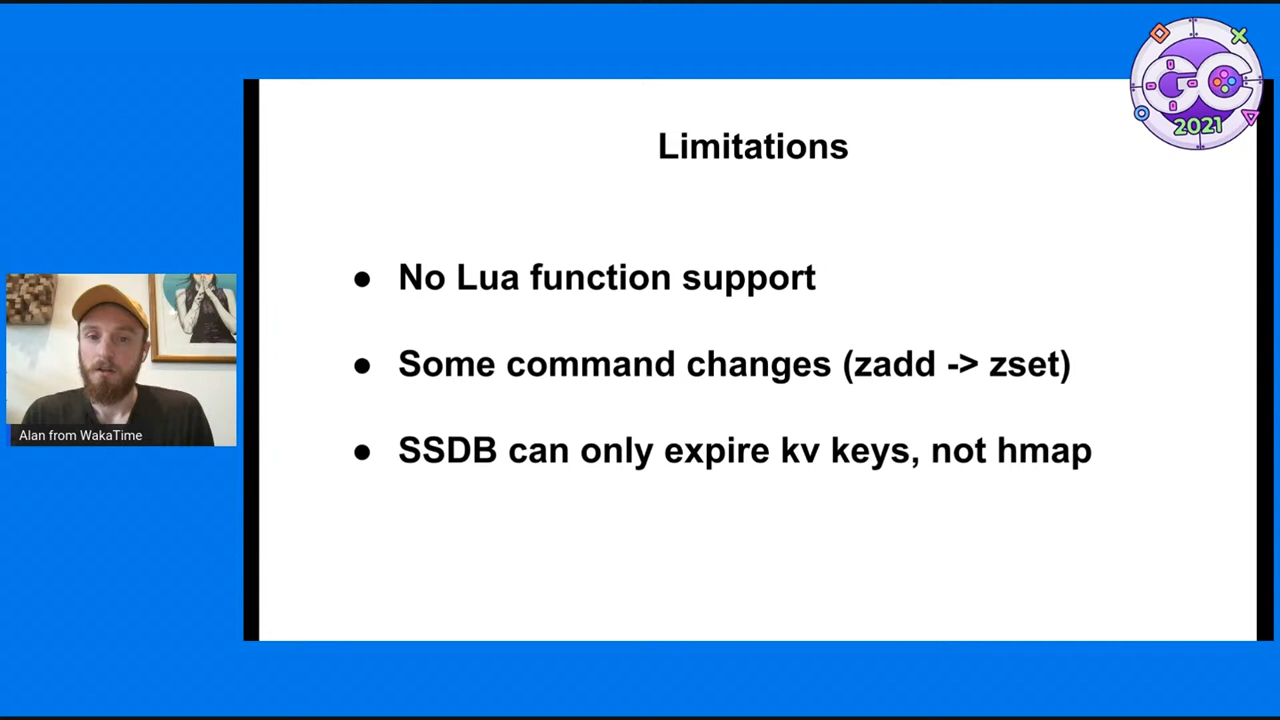 GC
2021
Limitations
● No Lua function support
● Some command changes (zadd -> zset)
● SSDB can only expire kv keys, not hmap
Alan from WakaTime